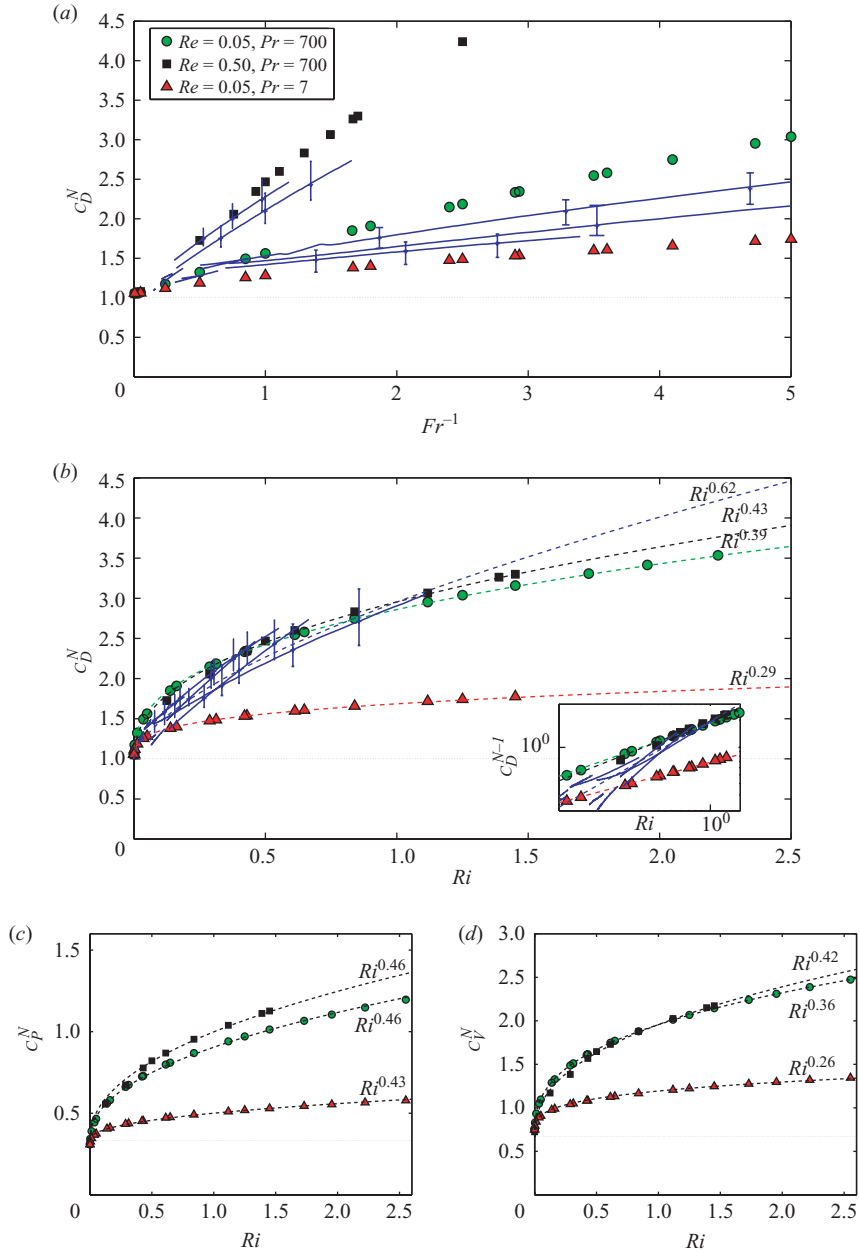 (a)
Re = 0.05, Pr = 700
Re = 0.50, Pr = 700
Re = 0.05, Pr = 7
5.0
4.5
4.0
3.5
3.0
2.5
2.0
1.5
1.0
0.5
0
1
2
3
4
5
c_D^N
Fr^{–1}
(b)
4.5
4.0
3.5
3.0
2.5
2.0
1.5
1.0
0.5
0
0.5
1.0
1.5
2.0
2.5
c_D^N
Ri
Ri^{0.62}
Ri^{0.43}
Ri^{0.39}
Ri^{0.29}
c_D^{N–1}
10^0
Ri
10^0
(c)
1.6
1.0
0.5
0
0.5
1.0
1.5
2.0
2.5
c_P^N
Ri
Ri^{0.46}
Ri^{0.46}
Ri^{0.43}
(d)
3.0
2.5
2.0
1.5
1.0
0.5
0
0.5
1.0
1.5
2.0
2.5
c_V^N
Ri
Ri^{0.42}
Ri^{0.36}
Ri^{0.26}